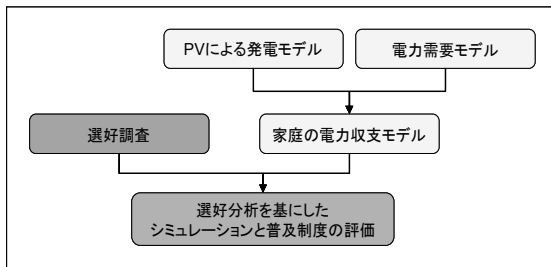 PVによる発電モデル
電力需要モデル
選好調査
家庭の電力収支モデル
選好分析を基にした
シミュレーションと普及制度の評価